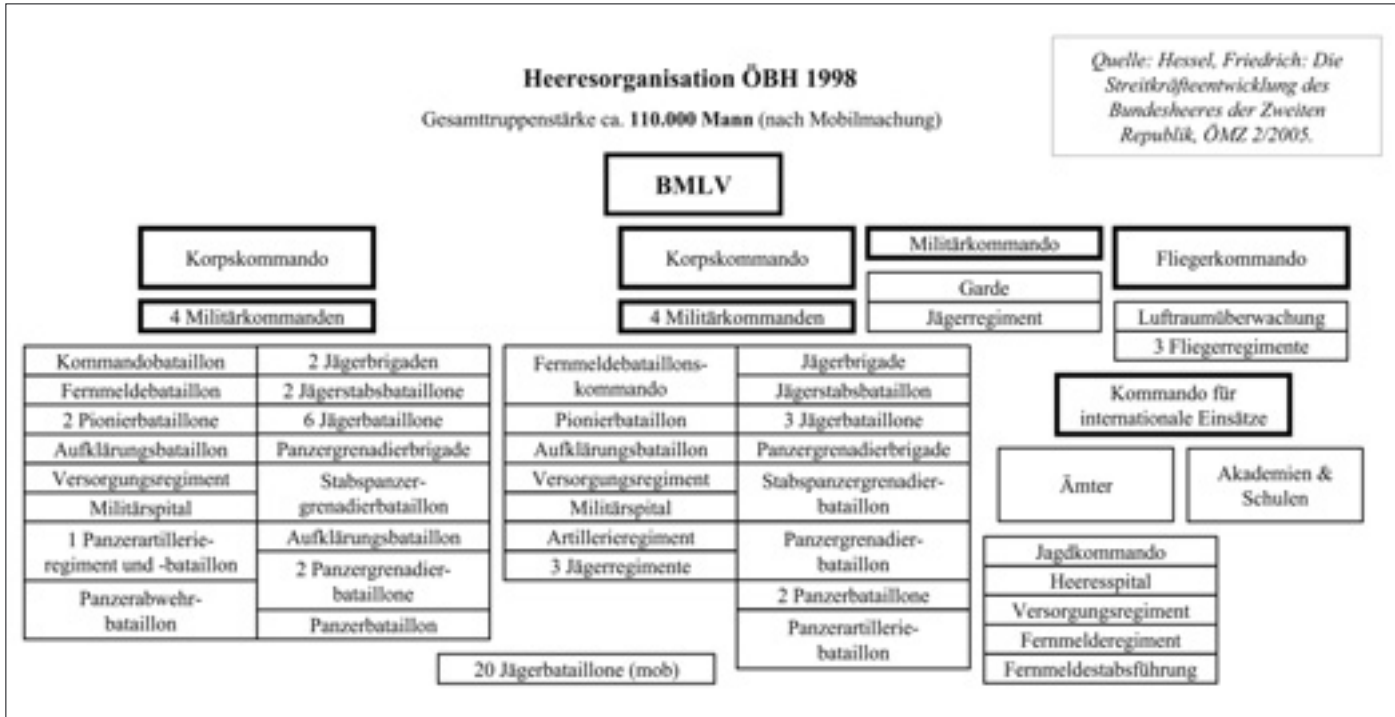 Heeresorganisation ÖBH 1998
Gesamttruppenstärke ca. 110.000 Mann (nach Mobilmachung)
Quelle: Hessel, Friedrich: Die
Streitkräfteentwicklung des
Bundesheeres der Zweiten
Republik, ÖMZ 2/2005.
BMLV
Korpskommando
4 Militärkommanden
Kommandobataillon
Fernmeldebataillon
2 Pionierbataillone
Aufklärungsbataillon
Versorgungsregiment
Militärspital
1 Panzerartillerie-
regiment und -bataillon
Panzerabwehr-
bataillon
2 Jägerbrigaden
2 Jägerstabsbataillone
6 Jägerbataillone
Panzergrenadierbrigade
Stabspanzer-
grenadierbataillon
Aufklärungsbataillon
2 Panzergrenadier-
bataillone
Panzerbataillon
Korpskommando
4 Militärkommanden
Fernmeldebataillons-
kommando
Pionierbataillon
Aufklärungsbataillon
Versorgungsregiment
Militärspital
Artillerieregiment
3 Jägerregimente
Jägerbrigade
Jägerstabsbataillon
3 Jägerbataillone
Panzergrenadierbrigade
Stabspanzergrenadier-
bataillon
Panzergrenadier-
bataillon
2 Panzerbataillone
Panzerartillerie-
bataillon
20 Jägerbataillone (mob)
Militärkommando
Garde
Jägerregiment
Fliegerkommando
Luftraumüberwachung
3 Fliegerregimente
Kommando für
internationale Einsätze
Ämter
Akademien &
Schulen
Jagdkommando
Heeresspital
Versorgungsregiment
Fernmelderegiment
Fernmeldestabsführung